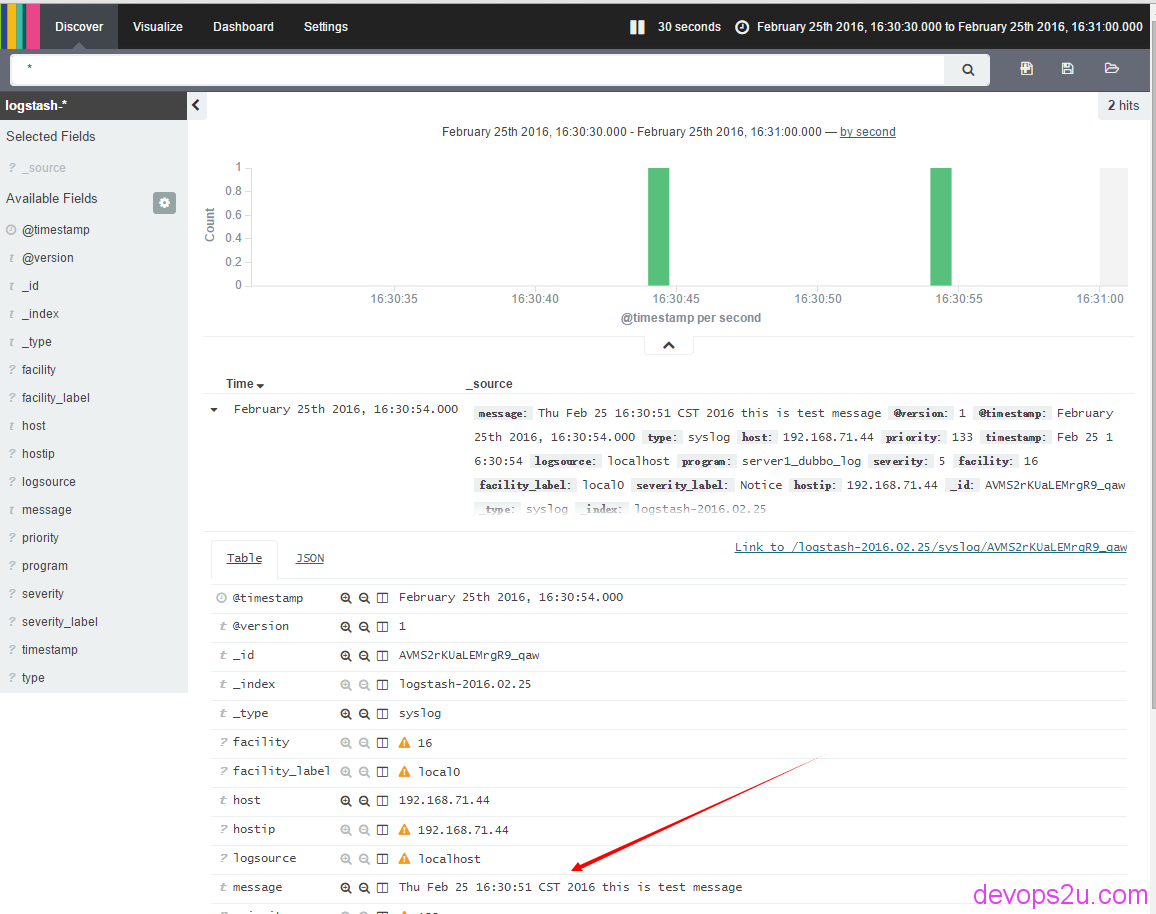 Discover Visualize Dashboard Settings 30 seconds February 25th 2016, 16:30:30.000 to February 25th 2016, 16:31:00.000
*
logstash-*
2 hits
Selected Fields
? _source
Available Fields
@timestamp
t @version
t _id
t _index
t _type
? facility
? facility_label
t host
? hostip
? logsource
t message
? priority
? program
? severity
? severity_label
? timestamp
? type
February 25th 2016, 16:30:30.000 - February 25th 2016, 16:31:00.000 — by second
Count
1
0.8
0.6
0.4
0.2
0
16:30:35 16:30:40 16:30:45 16:30:50 16:30:55 16:31:00
@timestamp per second
Time _source
February 25th 2016, 16:30:54.000
message: Thu Feb 25 16:30:51 CST 2016 this is test message @version: 1 @timestamp: February
25th 2016, 16:30:54.000 type: syslog host: 192.168.71.44 priority: 133 timestamp: Feb 25 1
6:30:54 logsource: localhost program: server1_dubbo_log severity: 5 facility: 16
facility_label: local0 severity_label: Notice hostip: 192.168.71.44 _id: AVMS2rKUaLEMrgR9_qaw
_type: syslog _index: logstash-2016.02.25
Table JSON
Link to /logstash-2016.02.25/syslog/AVMS2rKUaLEMrgR9_qaw
@timestamp February 25th 2016, 16:30:54.000
t @version 1
t _id AVMS2rKUaLEMrgR9_qaw
t _index logstash-2016.02.25
t _type syslog
? facility 16
? facility_label local0
t host 192.168.71.44
? hostip 192.168.71.44
? logsource localhost
t message Thu Feb 25 16:30:51 CST 2016 this is test message
devops2u.com